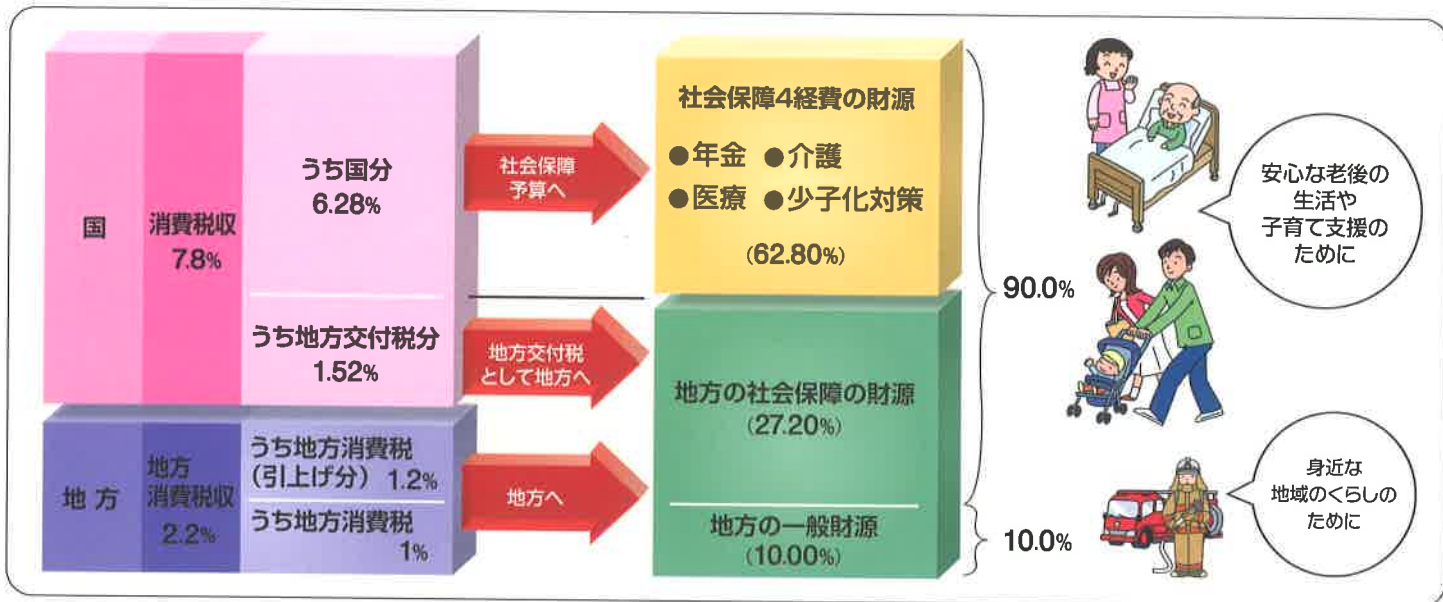 国
消費税収
7.8%
うち国分
6.28%
うち地方交付税分
1.52%
地方
地方
消費税収
2.2%
うち地方消費税
(引上げ分) 1.2%
うち地方消費税
1%
社会保障
予算へ
地方交付税
として地方へ
地方へ
社会保障4経費の財源
●年金 ●介護
●医療 ●少子化対策
(62.80%)
地方の社会保障の財源
(27.20%)
地方の一般財源
(10.00%)
90.0%
10.0%
安心な老後の
生活や
子育て支援の
ために
身近な
地域のくらしの
ために